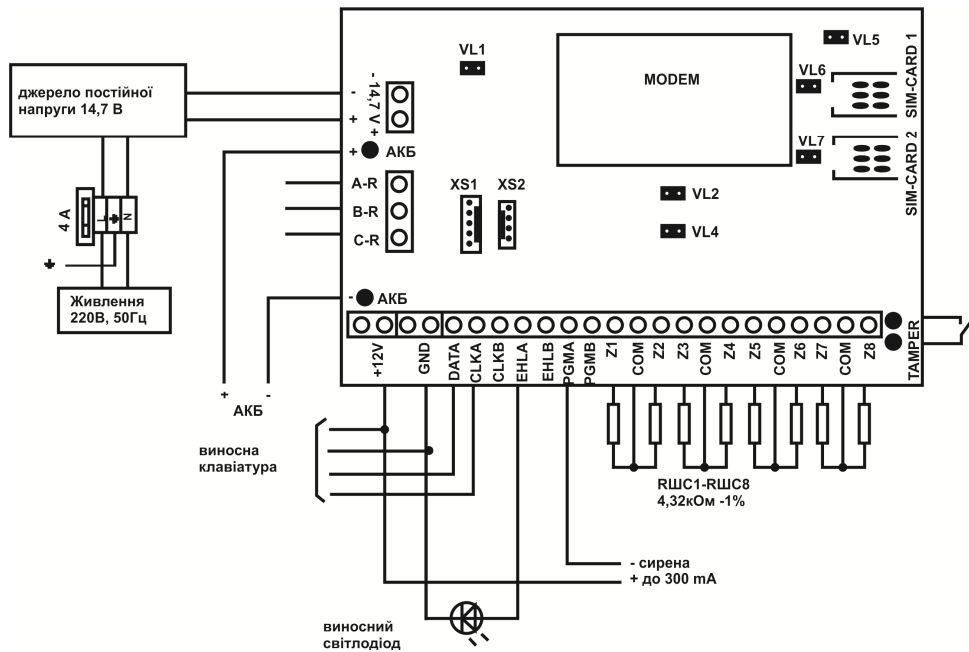 VL1
VL5
MODEM
VL6
SIM-CARD 1
джерело постійної
напруги 14,7 В
-
+
- 14,7 V +
+
АКБ
VL7
SIM-CARD 2
A-R
B-R
C-R
XS1
XS2
VL2
VL4
4 А
L
N
Живлення
220В, 50Гц
- АКБ
+12V
GND
DATA
CLKA
CLKB
EHLA
EHLB
PGMA
PGMB
Z1
COM
Z2
Z3
COM
Z4
Z5
COM
Z6
Z7
COM
Z8
TAMPER
+ -
АКБ
виносна
клавіатура
RШС1-RШС8
4,32кОм -1%
- сирена
+ до 300 mA
виносний
світлодіод